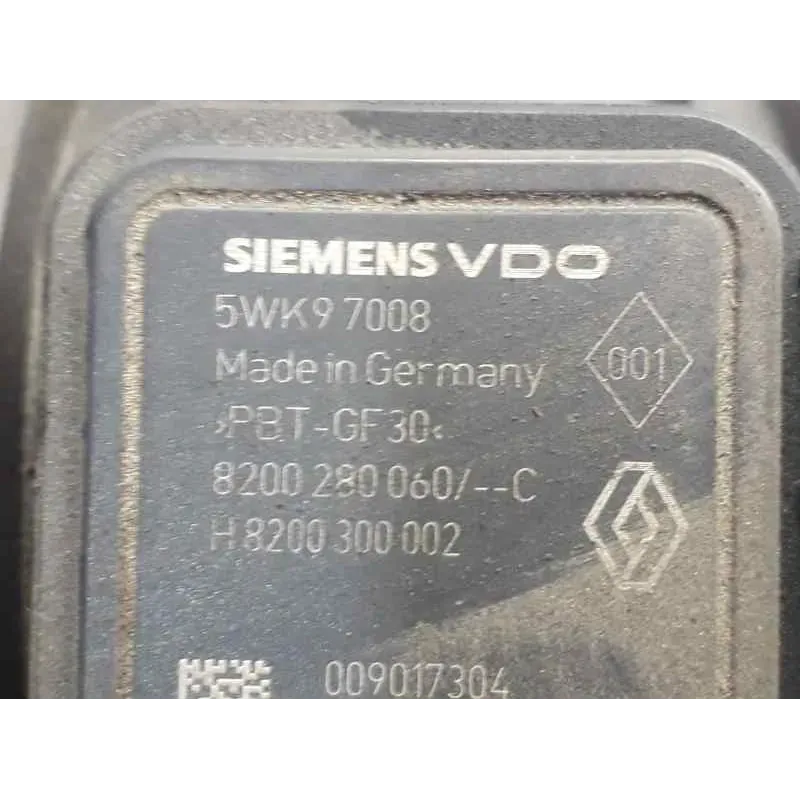 SIEMENS VDO
5WK9 7008
Made in Germany
001
>PBT-GF30<
8200 280 060/--C
H 8200 300 002
009017304